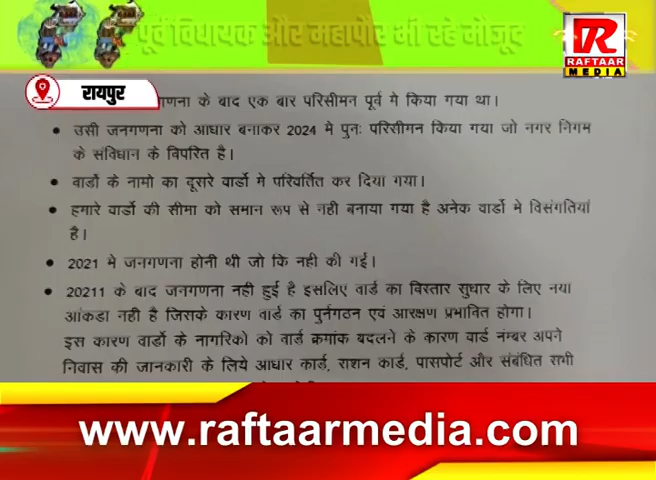 पूर्व विधायक और महापौर भी रहे मौजूद
RAFTAAR
MEDIA
रायपुर
गणना के बाद एक बार परिसीमन पूर्व मे किया गया था।
• उसी जनगणना को आधार बनाकर 2024 मे पुनः परिसीमन किया गया जो नगर निगम
के संविधान के विपरित है।
• वार्डो के नामो का दूसरे वार्डो मे परिवर्तित कर दिया गया।
• हमारे वार्डो की सीमा को समान रूप से नही बनाया गया है अनेक वार्डो मे विसंगतियां
है।
• 2021 मे जनगणना होनी थी जो कि नही की गई।
• 20211 के बाद जनगणना नही हुई है इसलिए वार्ड का विस्तार सुधार के लिए नया
आंकडा नही है जिसके कारण वार्ड का पुर्नगठन एवं आरक्षण प्रभावित होगा।
इस कारण वार्डो के नागरिको को वार्ड क्रमांक बदलने के कारण वार्ड नम्बर अपने
निवास की जानकारी के लिये आधार कार्ड, राशन कार्ड, पासपोर्ट और संबंधित सभी
www.raftaarmedia.com